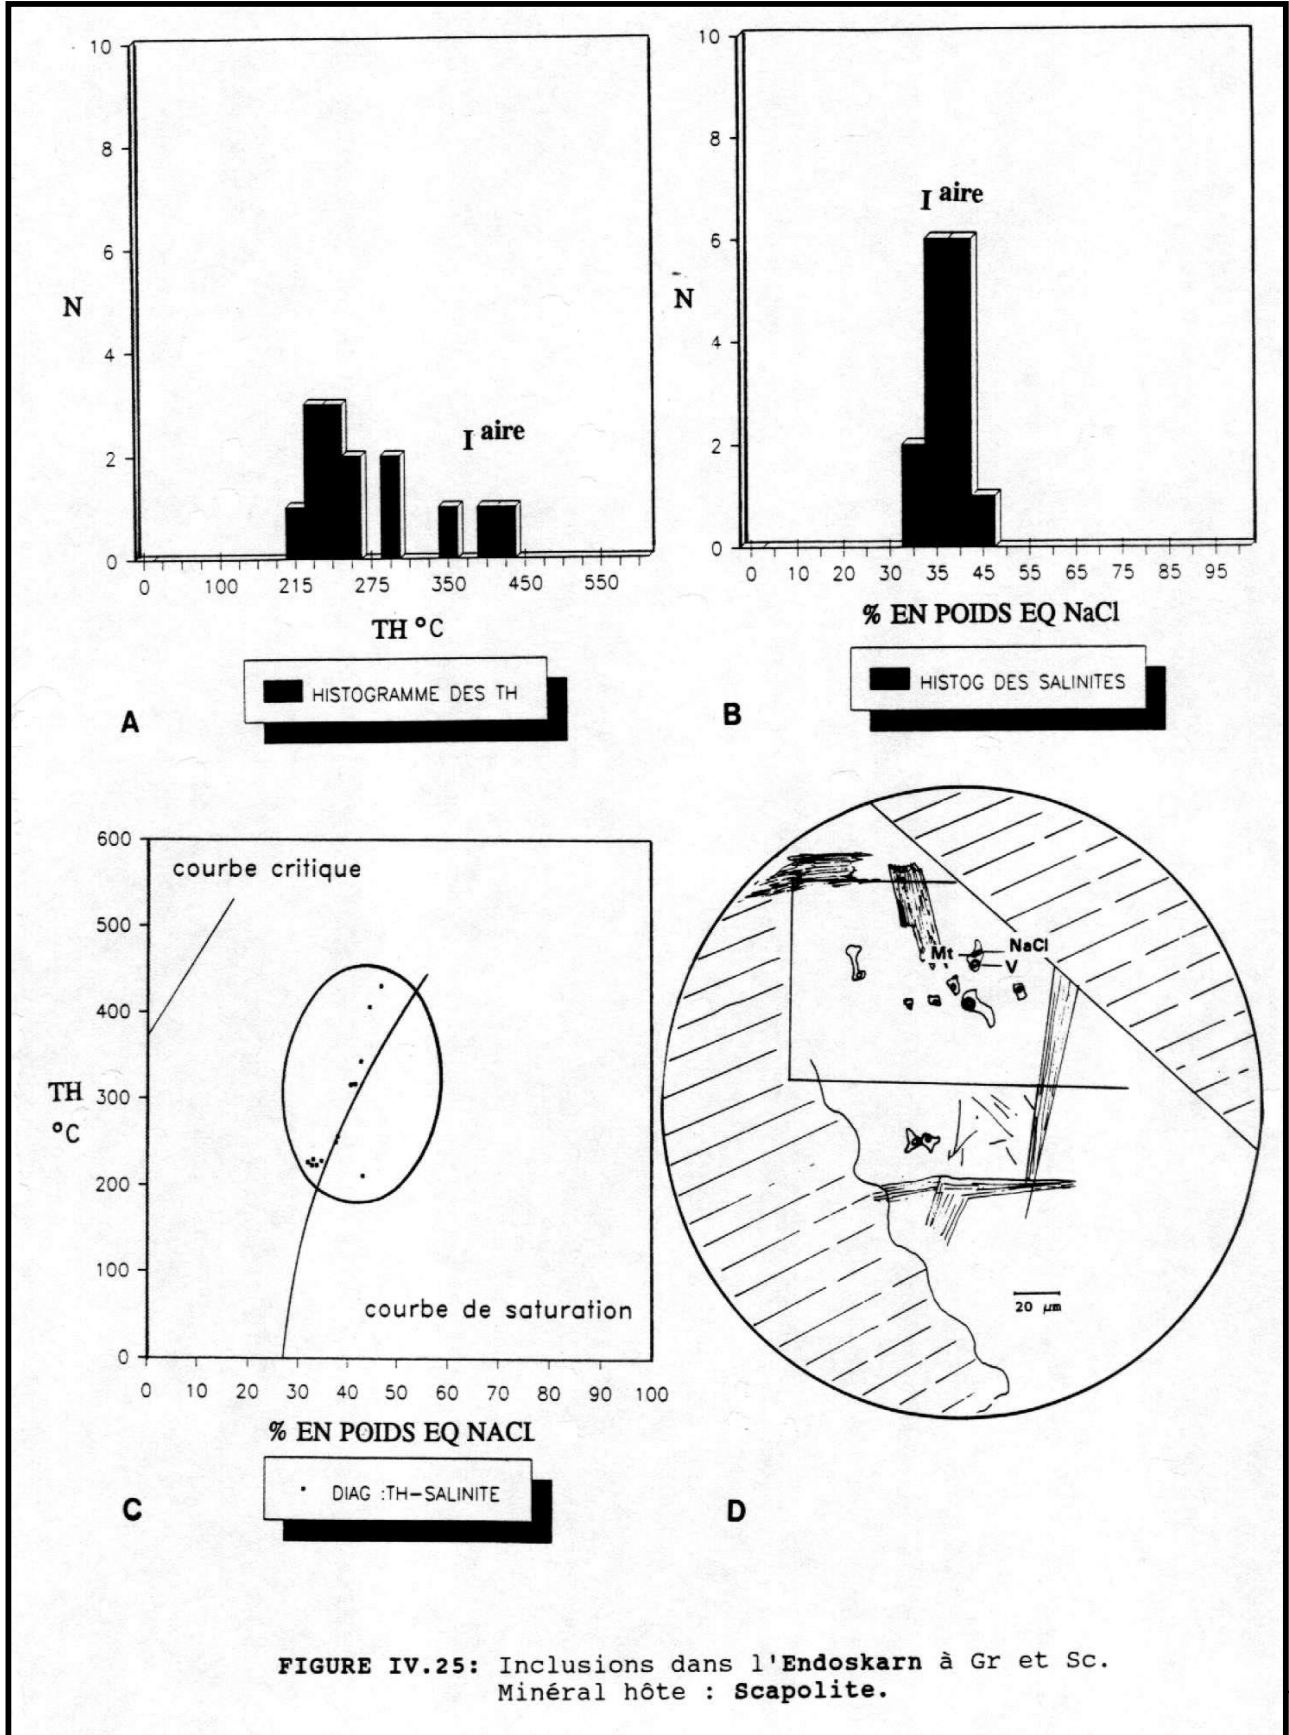 10
8
6
N
4
2
0
I aire
0 100 215 275 350 450 550
TH °C
HISTOGRAMME DES TH
A
10
8
6
N
4
2
0
I aire
0 10 20 30 35 45 55 65 75 85 95
% EN POIDS EQ NaCl
HISTOG DES SALINITES
B
600
500
400
300
200
100
0
TH
°C
courbe critique
courbe de saturation
0 10 20 30 40 50 60 70 80 90 100
% EN POIDS EQ NACL
DIAG :TH-SALINITE
C
Mt
NaCl
V
20 µm
D
FIGURE IV.25: Inclusions dans l'Endoskarn à Gr et Sc.
Minéral hôte : Scapolite.